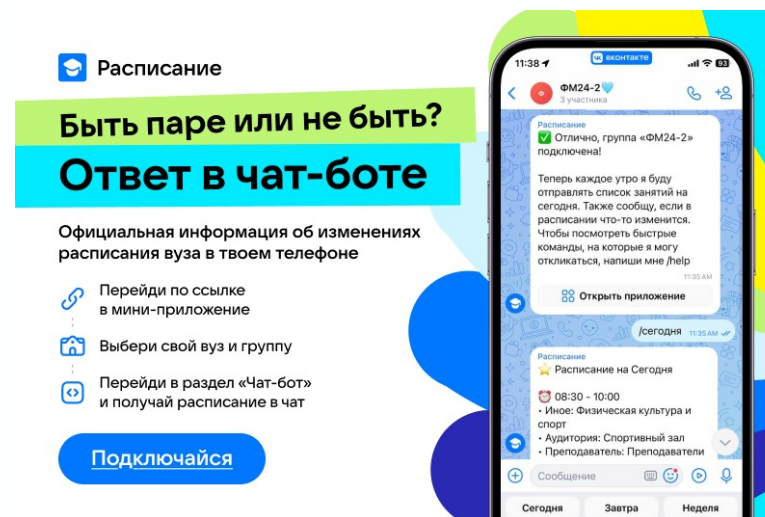 Расписание
Быть паре или не быть?
Ответ в чат-боте
Официальная информация об изменениях
расписания вуза в твоем телефоне
Перейди по ссылке
в мини-приложение
Выбери свой вуз и группу
Перейди в раздел «Чат-бот»
и получай расписание в чат
Подключайся
11:38
вконтакте
93
ФМ24-2
3 участника
Расписание
Отлично, группа «ФМ24-2»
подключена!
Теперь каждое утро я буду
отправлять список занятий на
сегодня. Также сообщу, если в
расписании что-то изменится.
Чтобы посмотреть быстрые
команды, на которые я могу
откликаться, напиши мне /help
11:35 AM
Открыть приложение
/сегодня 11:35 AM
Расписание
Расписание на Сегодня
08:30 - 10:00
• Иное: Физическая культура и
спорт
• Аудитория: Спортивный зал
• Преподаватель: Преподаватели
Сообщение
Сегодня Завтра Неделя